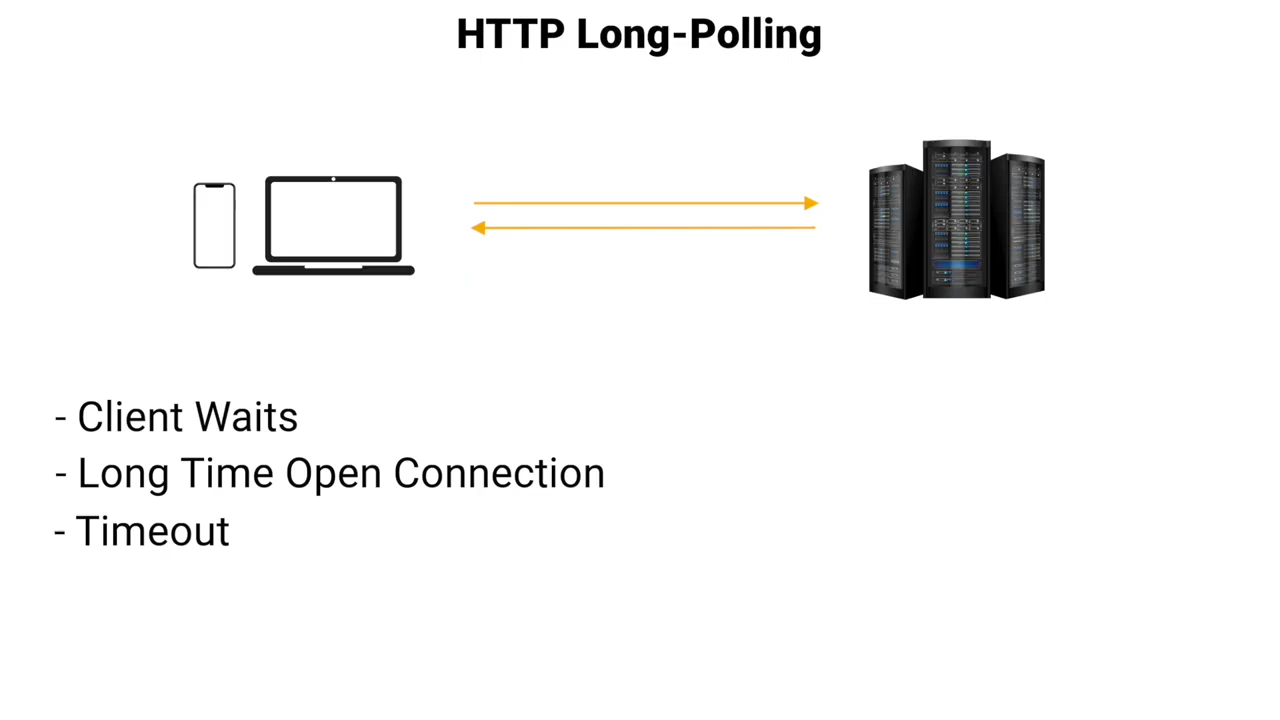 HTTP Long-Polling
- Client Waits
- Long Time Open Connection
- Timeout